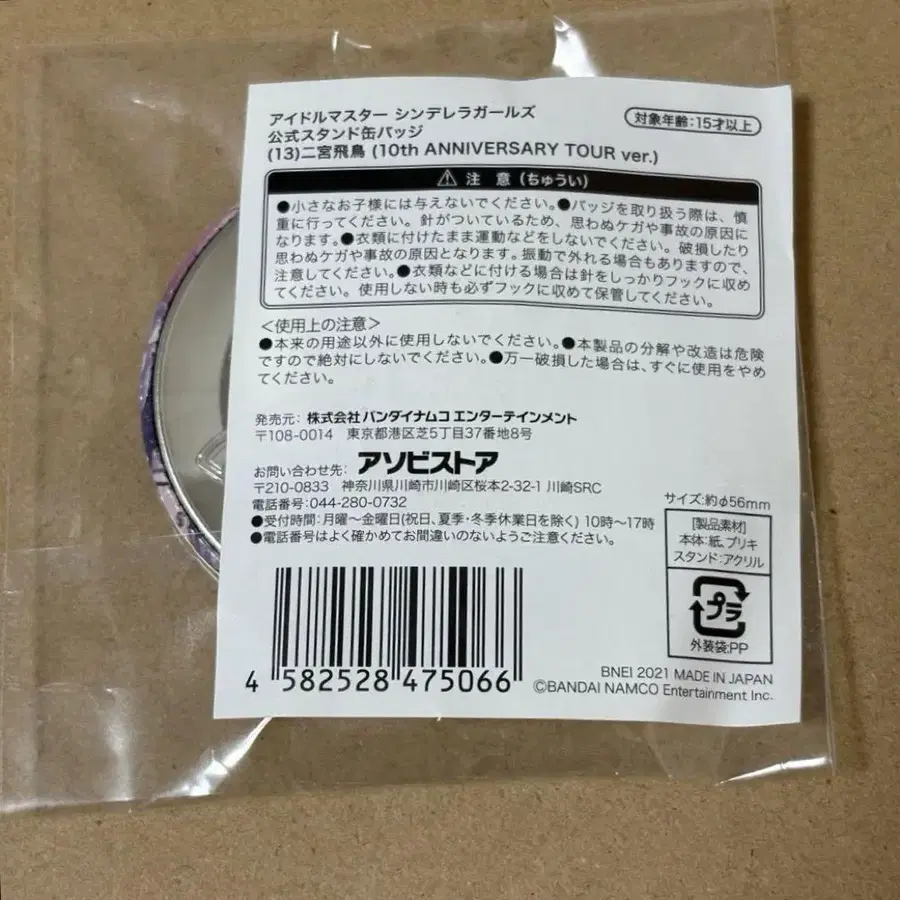 アイドルマスター シンデレラガールズ
公式スタンド缶バッジ
(13)二宮飛鳥 (10th ANNIVERSARY TOUR ver.)
対象年齢:15才以上
⚠ 注 意 (ちゅうい)
●小さなお子様には与えないでください。●バッジを取り扱う際は、慎
重に行ってください。針がついているため、思わぬケガや事故の原因と
なります。●衣類に付けたまま運動などをしないでください。破損したり
思わぬケガや事故の原因となります。振動で外れる場合もありますので、
注意してください。●衣類などに付ける場合は針をしっかりフックに収め
てください。使用しない時も必ずフックに収めて保管してください。
<使用上の注意>
●本来の用途以外に使用しないでください。●本製品の分解や改造は危険
ですので絶対にしないでください。●万一破損した場合は、すぐに使用をやめ
てください。
発売元: 株式会社バンダイナムコ エンターテインメント
〒108-0014 東京都港区芝5丁目37番地8号
お問い合わせ先: アソビストア
〒210-0833 神奈川県川崎市川崎区桜本2-32-1 川崎SRC
電話番号:044-280-0732
●受付時間:月曜～金曜日(祝日、夏季・冬季休業日を除く) 10時～17時
●電話番号はよく確かめてお間違いのないようご注意ください。
サイズ:約φ56mm
[製品素材]
本体:紙、ブリキ
スタンド:アクリル
プラ
外装袋:PP
4 582528 475066
BNEI 2021 MADE IN JAPAN
©BANDAI NAMCO Entertainment Inc.